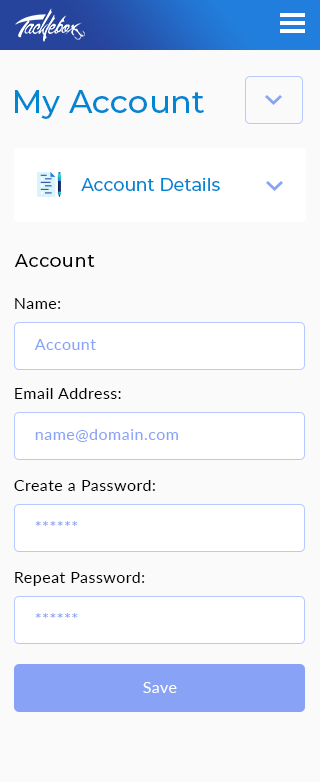 Tacklebox
My Account
Account Details
Account
Name:
Account
Email Address:
name@domain.com
Create a Password:
******
Repeat Password:
******
Save